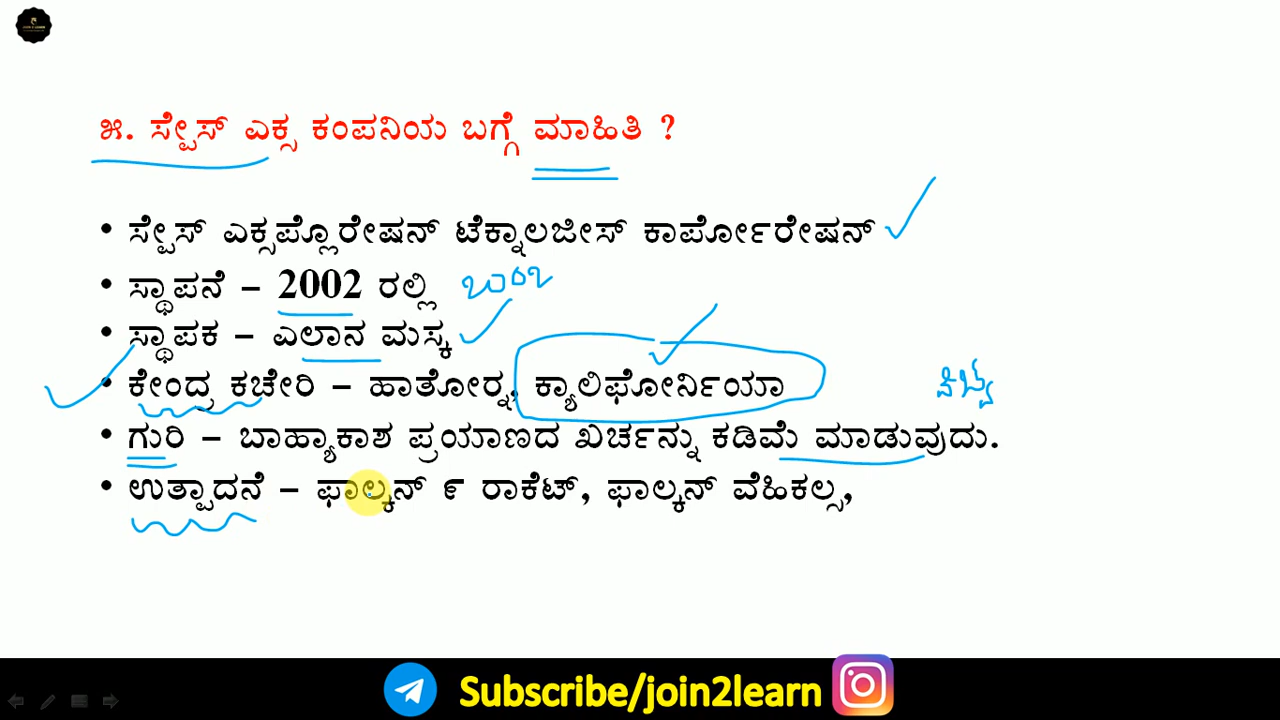 ೫. ಸ್ಪೇಸ್ ಎಕ್ಸ ಕಂಪನಿಯ ಬಗ್ಗೆ ಮಾಹಿತಿ ?
• ಸ್ಪೇಸ್ ಎಕ್ಸಪ್ಲೊರೇಷನ್ ಟೆಕ್ನಾಲಜೀಸ್ ಕಾರ್ಪೋರೇಷನ್
• ಸ್ಥಾಪನೆ – 2002 ರಲ್ಲಿ 2002
• ಸ್ಥಾಪಕ – ಎಲಾನ ಮಸ್ಕ
• ಕೇಂದ್ರ ಕಚೇರಿ – ಹಾತೋರ್ನ, ಕ್ಯಾಲಿಫೋರ್ನಿಯಾ
• ಗುರಿ – ಬಾಹ್ಯಾಕಾಶ ಪ್ರಯಾಣದ ಖರ್ಚನ್ನು ಕಡಿಮೆ ಮಾಡುವುದು.
• ಉತ್ಪಾದನೆ – ಫಾಲ್ಕನ್ ೯ ರಾಕೆಟ್, ಫಾಲ್ಕನ್ ವೆಹಿಕಲ್ಸ,
Subscribe/join2learn